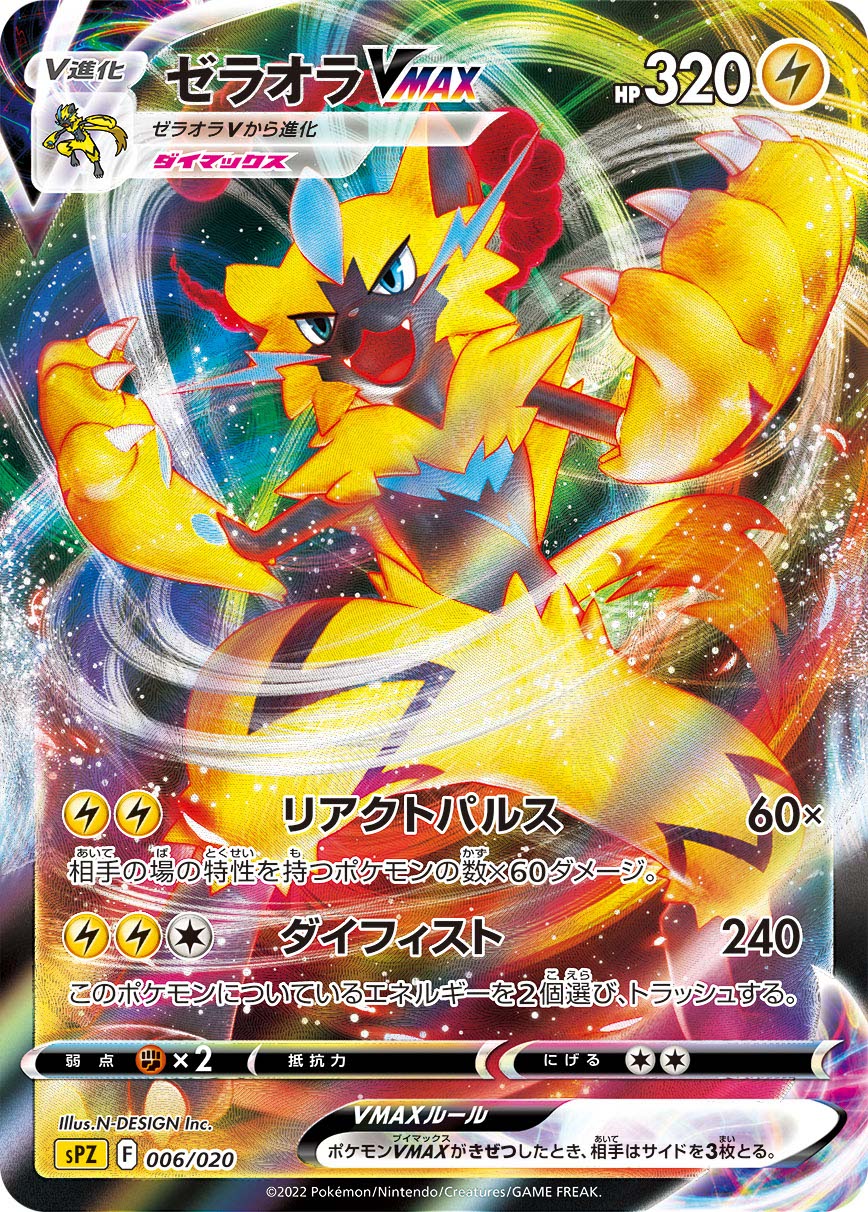 V進化
ゼラオラVMAX
HP320
ゼラオラVから進化
ダイマックス
リアクトパルス 60×
相手の場の特性を持つポケモンの数×60ダメージ。
ダイフィスト 240
このポケモンについているエネルギーを2個選び、トラッシュする。
弱点 ×2 抵抗力 にげる
Illus.N-DESIGN Inc.
VMAXルール
ポケモンVMAXがきぜつしたとき、相手はサイドを3枚とる。
sPZ F 006/020
©2022 Pokémon/Nintendo/Creatures/GAME FREAK.